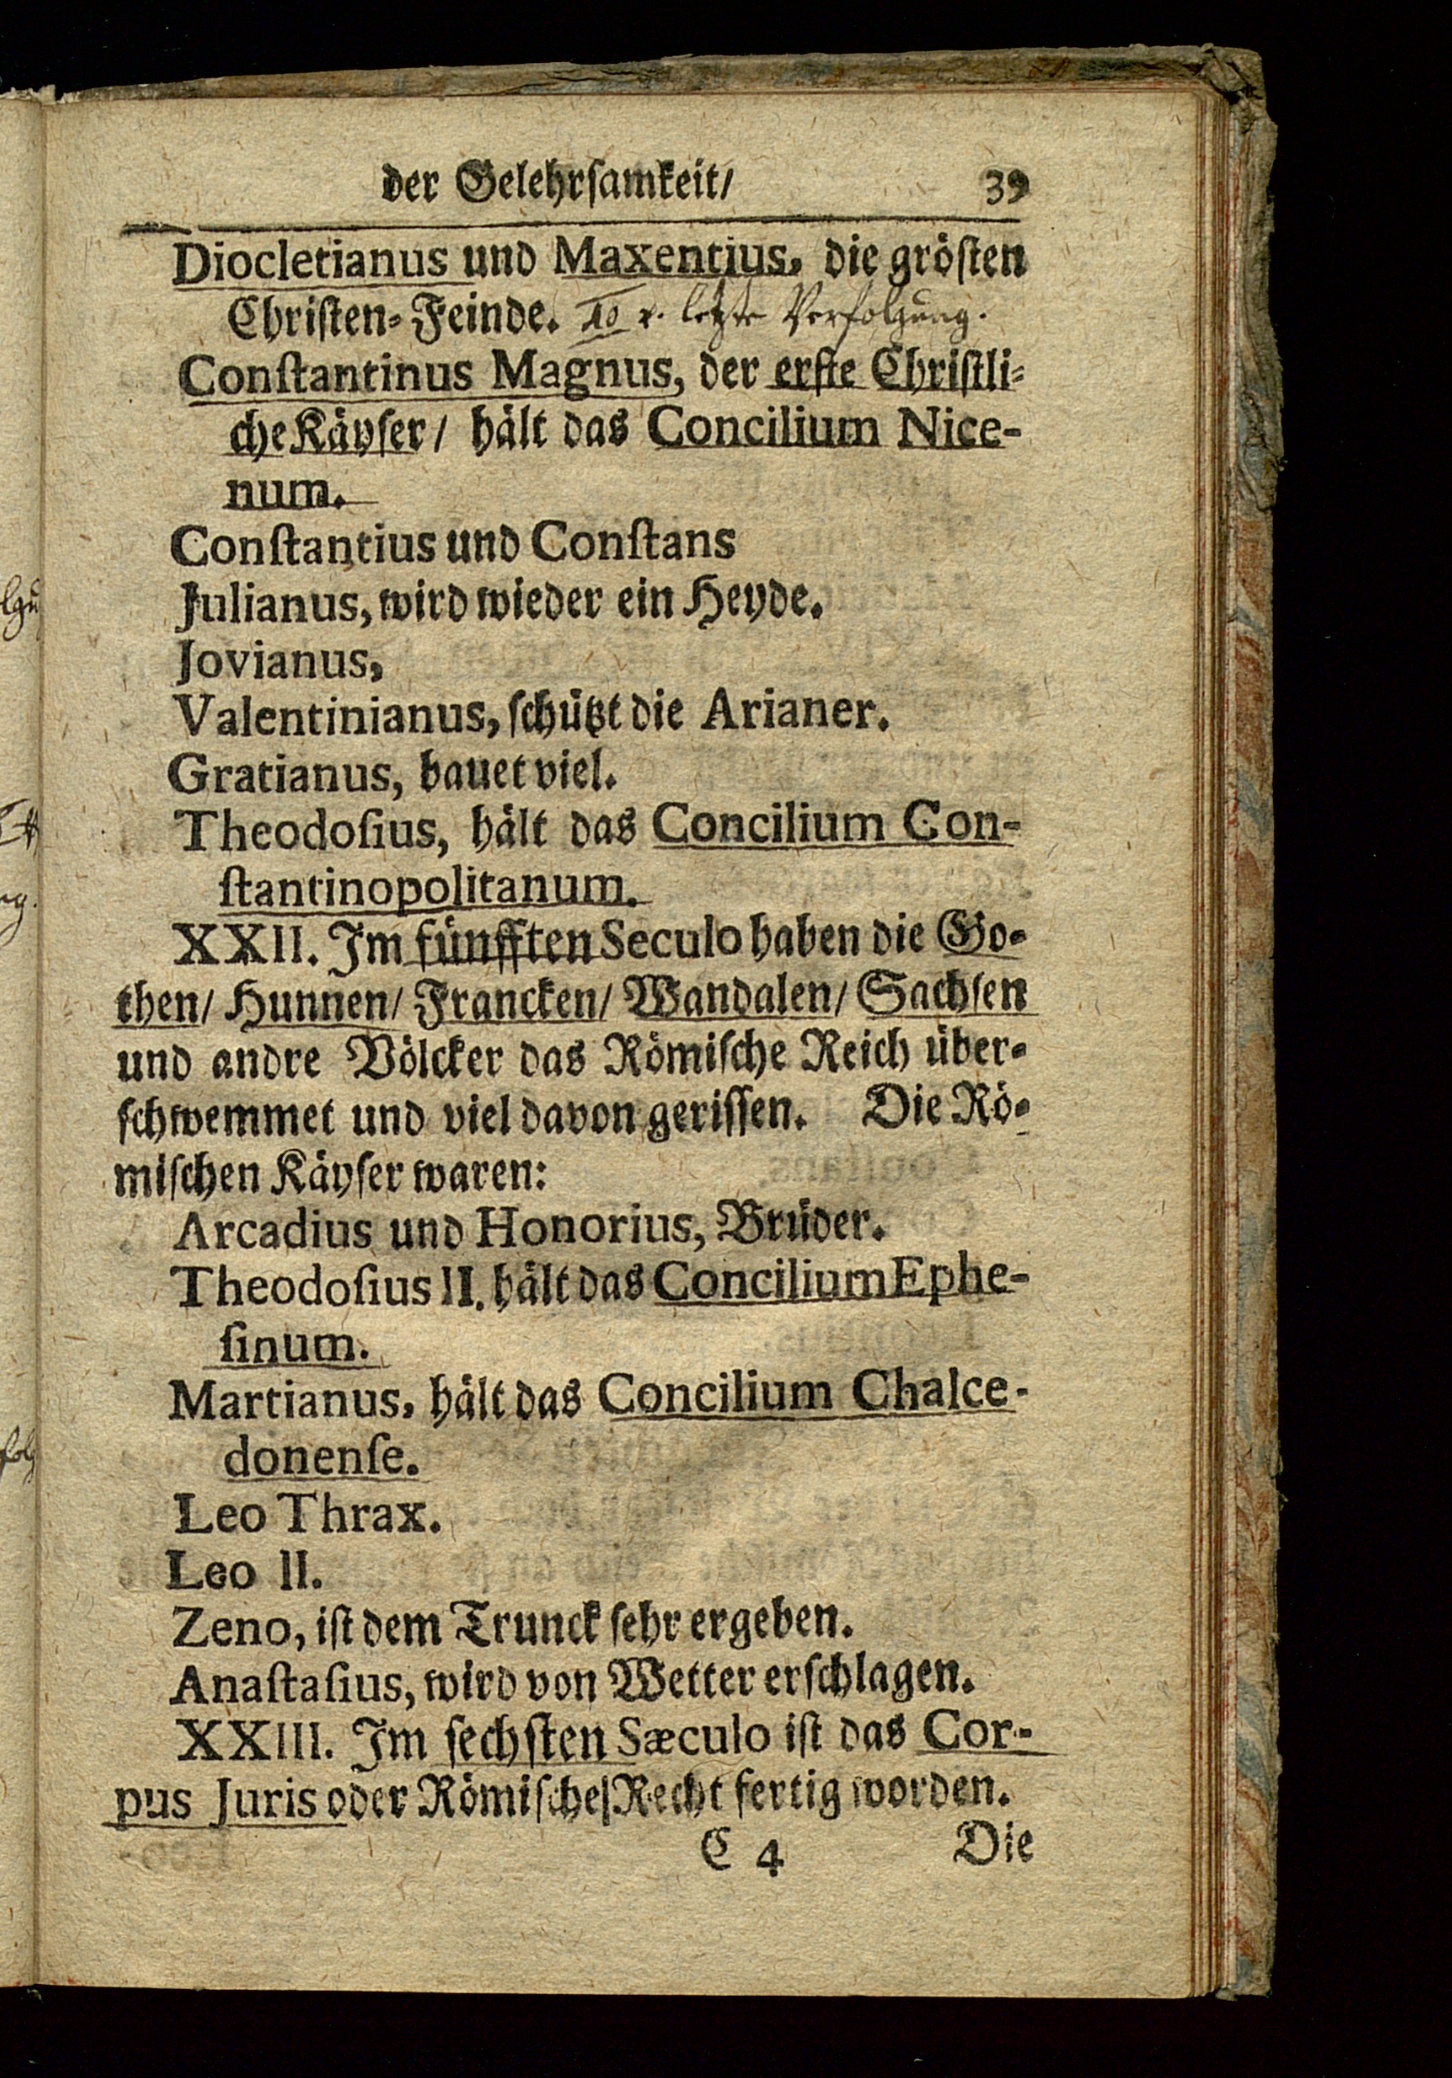 der Gelehrſamkeit/ 39
Diocletianus und Maxentius, die gröſten
Chriſten-Feinde. 10 v. letzte Verfolgung.
Conſtantinus Magnus, der erſte Chriſtli-
che Käyſer/ hält das Concilium Nice-
num.
Conſtantius und Conſtans
Julianus, wird wieder ein Heyde.
Jovianus,
Valentinianus, ſchützt die Arianer.
Gratianus, bauet viel.
Theodoſius, hält das Concilium Con-
ſtantinopolitanum.
XXII. Im fünfften Seculo haben die Go-
then/ Hunnen/ Francken/ Wandalen/ Sachſen
und andre Völcker das Römiſche Reich über-
ſchwemmet und viel davon geriſſen. Die Rö-
miſchen Käyſer waren:
Arcadius und Honorius, Brüder.
Theodoſius II. hält das Concilium Ephe-
ſinum.
Martianus, hält das Concilium Chalce-
donenſe.
Leo Thrax.
Leo II.
Zeno, iſt dem Trunck ſehr ergeben.
Anaſtaſius, wird von Wetter erſchlagen.
XXIII. Im ſechſten Sæculo iſt das Cor-
pus Juris oder Römiſche Recht fertig worden.
C 4 Die